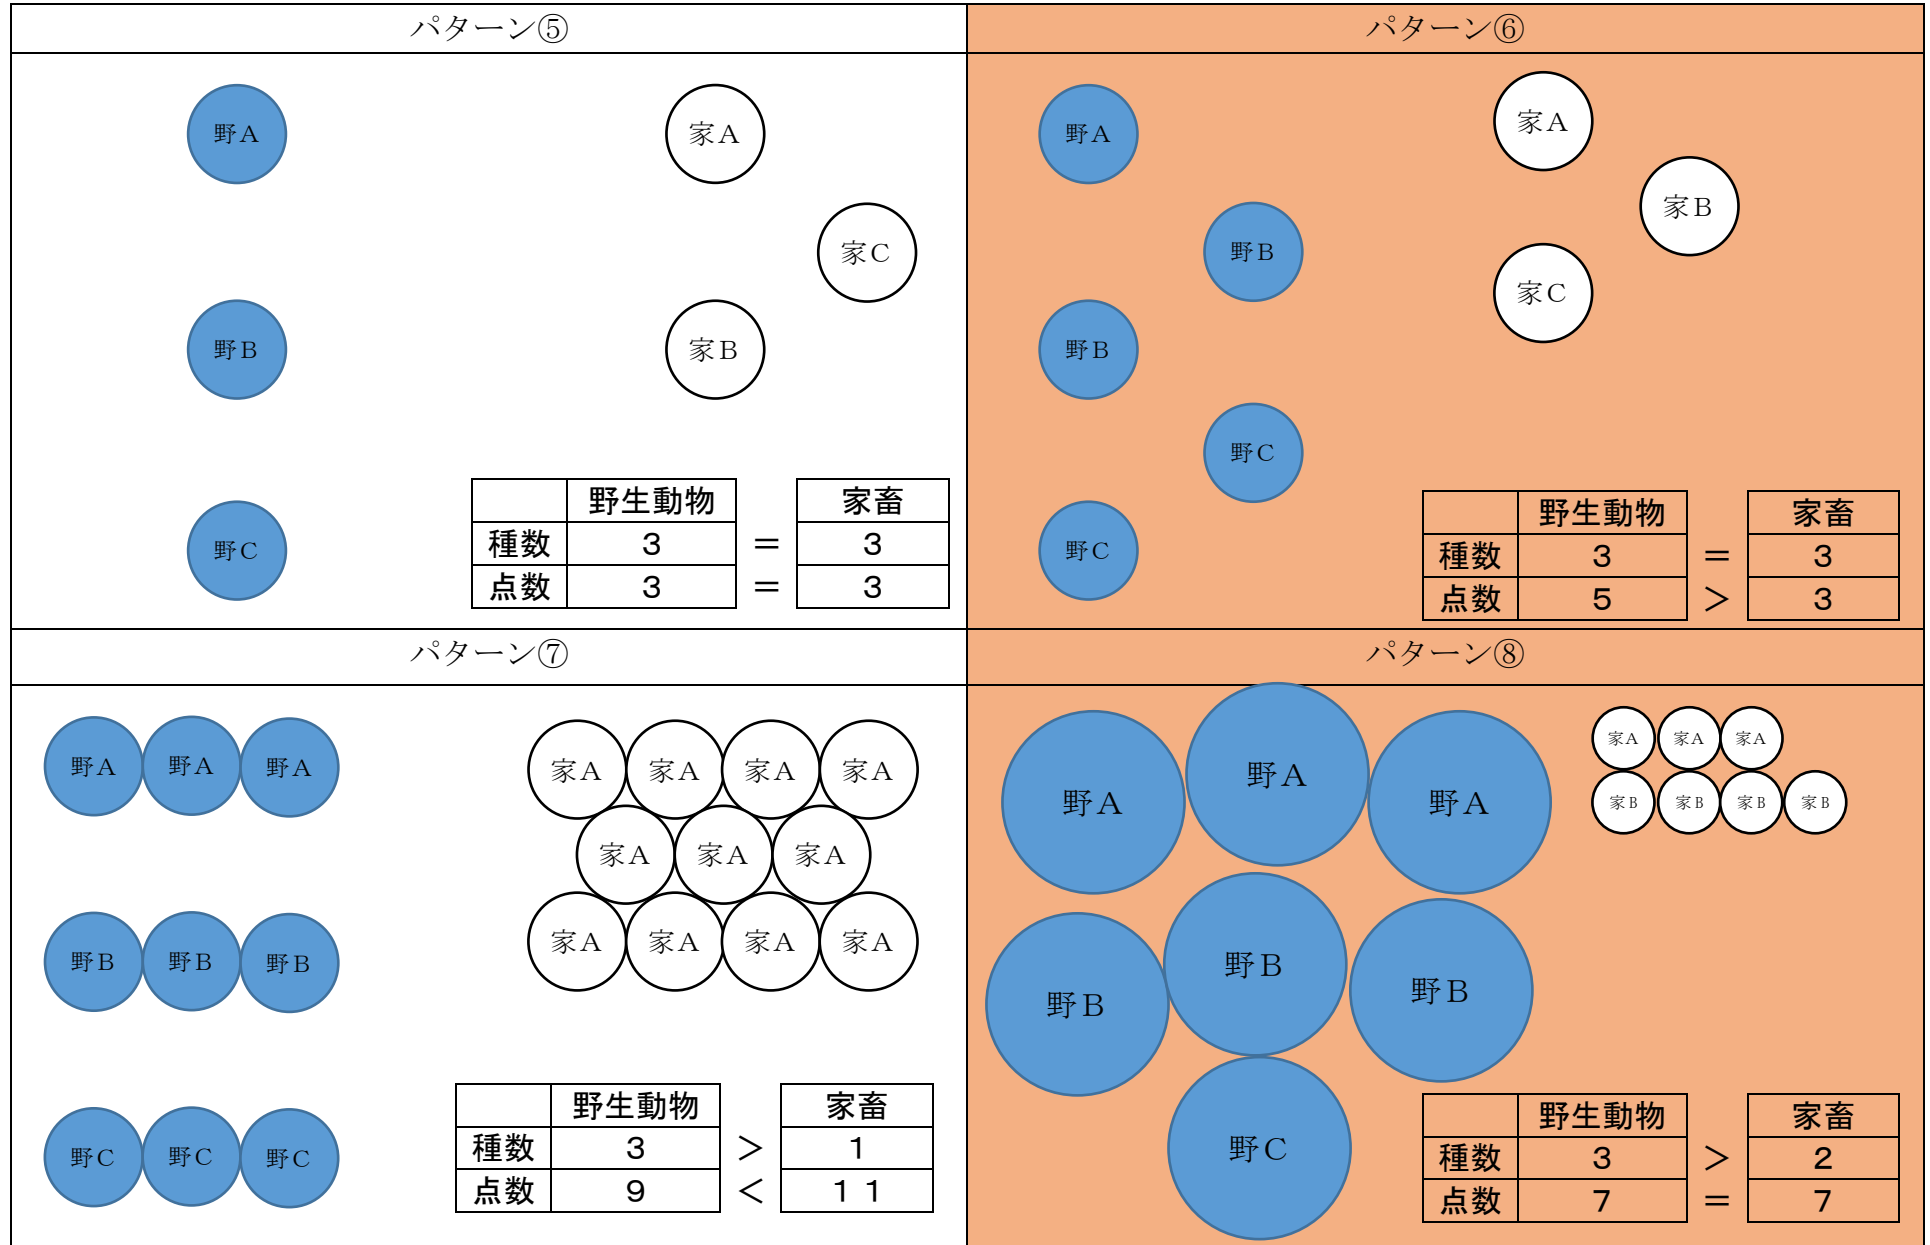 パターン⑤
野A
家A
家C
野B
家B
野C
野生動物 家畜
種数 3 = 3
点数 3 = 3
パターン⑥
野A
家A
家B
野B
家C
野B
野C
野C
野生動物 家畜
種数 3 = 3
点数 5 > 3
パターン⑦
野A 野A 野A
家A 家A 家A 家A
家A 家A 家A
野B 野B 野B
家A 家A 家A 家A
野C 野C 野C
野生動物 家畜
種数 3 > 1
点数 9 < 11
パターン⑧
野A 野A 野A
家A 家A 家A
家B 家B 家B 家B
野B 野B 野B
野C
野生動物 家畜
種数 3 > 2
点数 7 = 7